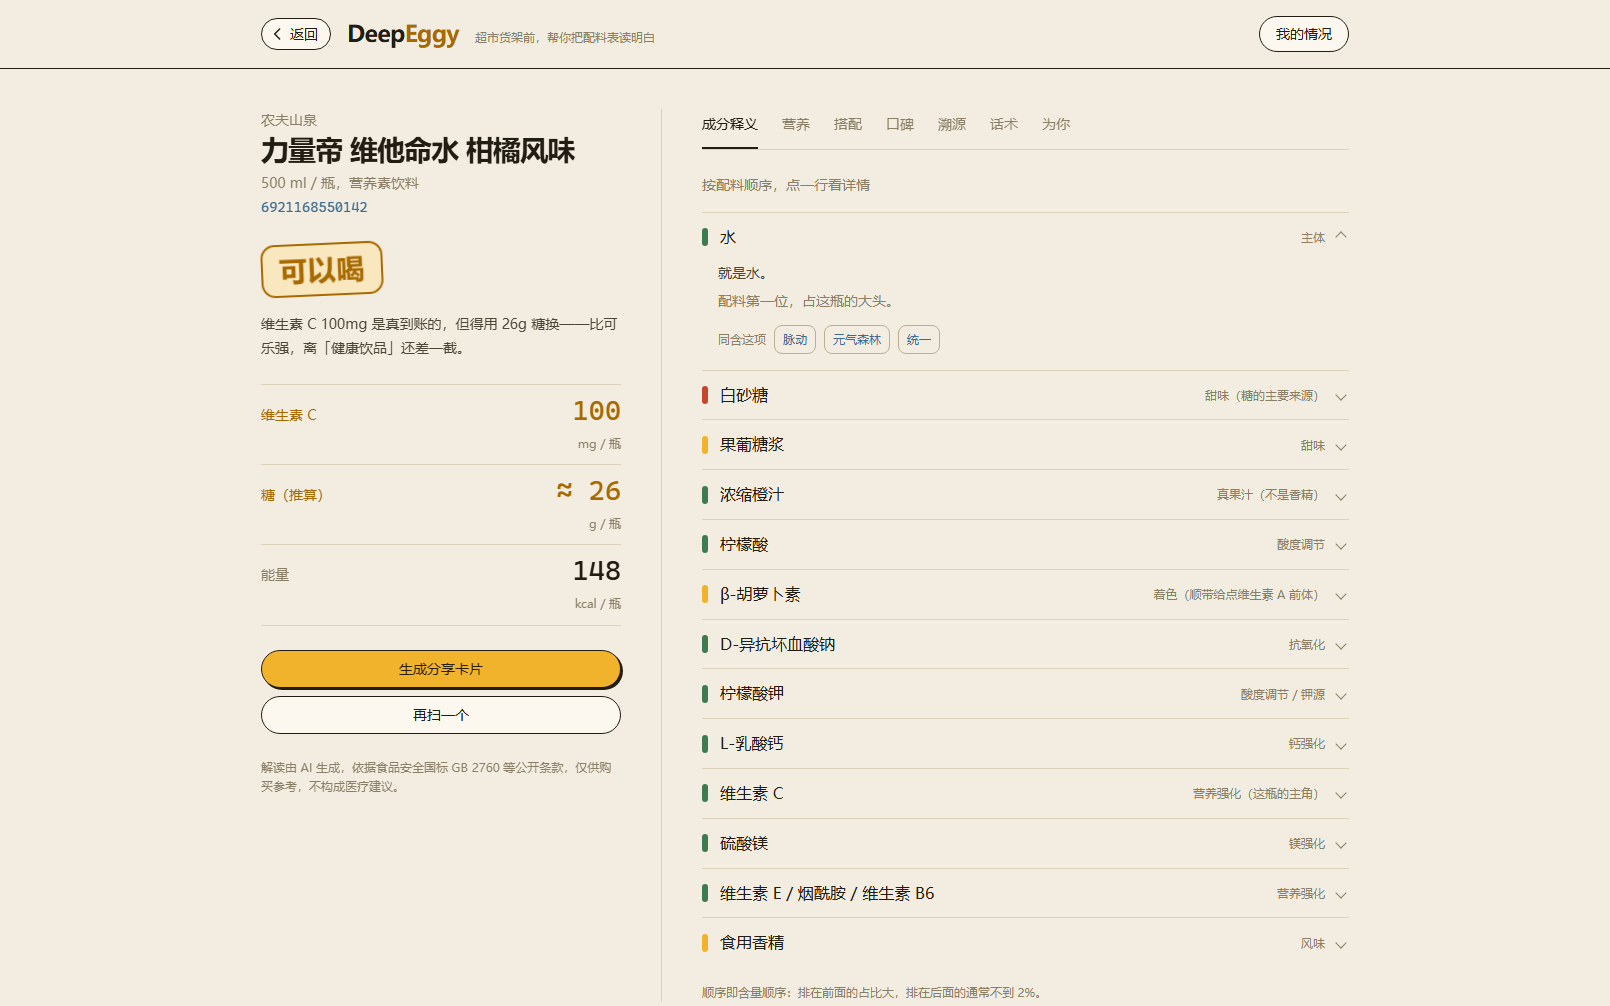 返回
DeepEggy
超市货架前，帮你把配料表读明白
我的情况
农夫山泉
力量帝 维他命水 柑橘风味
500 ml / 瓶，营养素饮料
6921168550142
可以喝
维生素 C 100mg 是真到账的，但得用 26g 糖换——比可
乐强，离「健康饮品」还差一截。
维生素 C
100
mg / 瓶
糖（推算）
≈ 26
g / 瓶
能量
148
kcal / 瓶
生成分享卡片
再扫一个
解读由 AI 生成，依据食品安全国标 GB 2760 等公开条款，仅供购
买参考，不构成医疗建议。
成分释义 营养 搭配 口碑 溯源 话术 为你
按配料顺序，点一行看详情
水 主体
就是水。
配料第一位，占这瓶的大头。
同含这项 脉动 元气森林 统一
白砂糖 甜味（糖的主要来源）
果葡糖浆 甜味
浓缩橙汁 真果汁（不是香精）
柠檬酸 酸度调节
β-胡萝卜素 着色（顺带给点维生素 A 前体）
D-异抗坏血酸钠 抗氧化
柠檬酸钾 酸度调节 / 钾源
L-乳酸钙 钙强化
维生素 C 营养强化（这瓶的主角）
硫酸镁 镁强化
维生素 E / 烟酰胺 / 维生素 B6 营养强化
食用香精 风味
顺序即含量顺序：排在前面的占比大，排在后面的通常不到 2%。